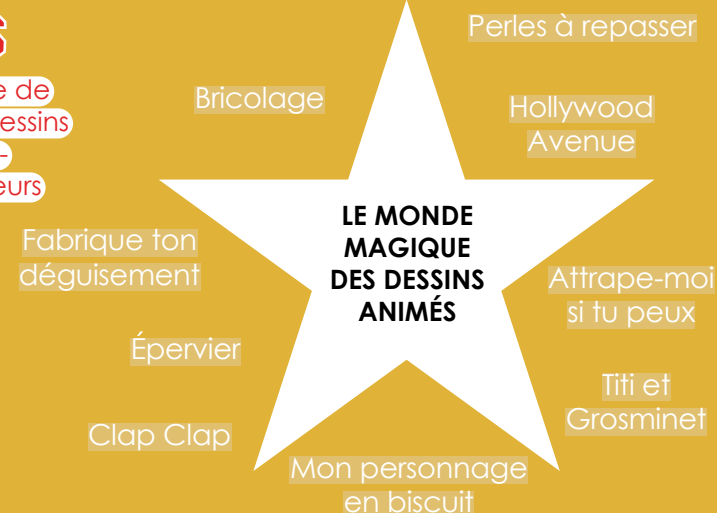 Perles à repasser
Bricolage
Hollywood
Avenue
de
LE MONDE
MAGIQUE
DES DESSINS
ANIMÉS
Fabrique ton
déguisement
Attrape-moi
si tu peux
Épervier
Titi et
Grosminet
Clap Clap
Mon personnage
en biscuit